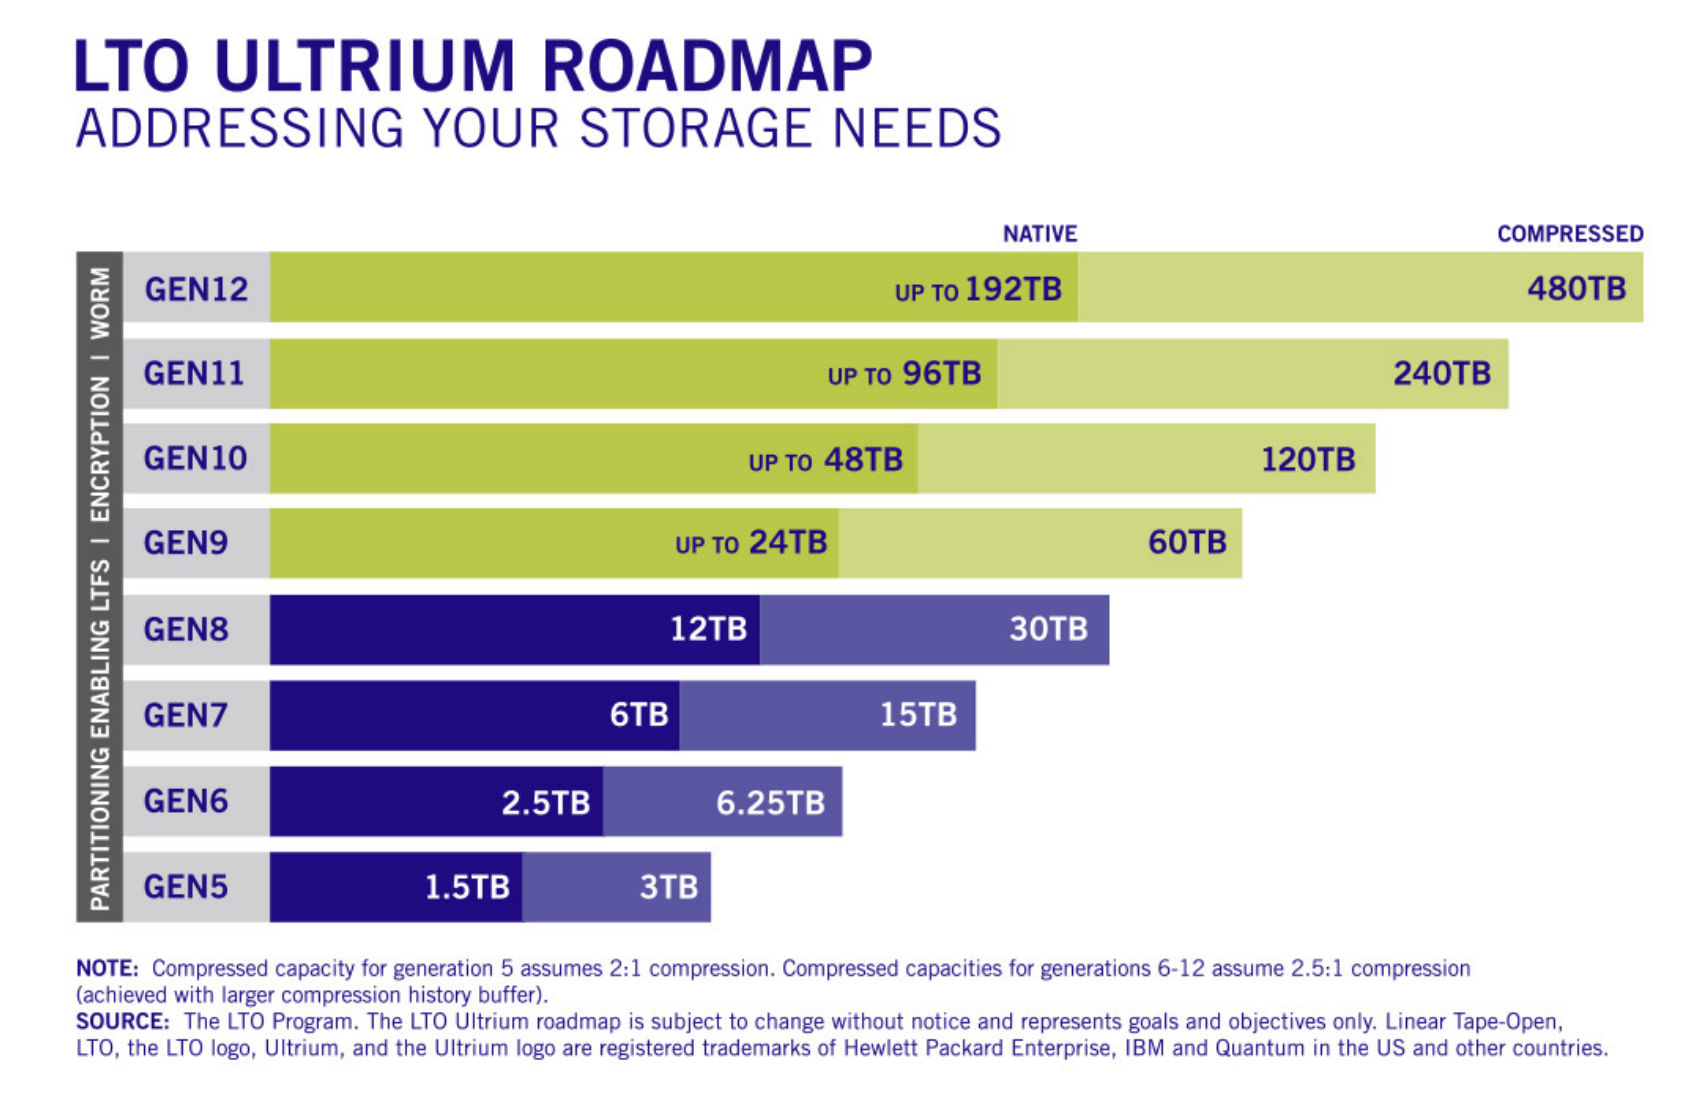 LTO ULTRIUM ROADMAP
ADDRESSING YOUR STORAGE NEEDS
NATIVE COMPRESSED
PARTITIONING ENABLING LTFS | ENCRYPTION | WORM
GEN12 UP TO 192TB 480TB
GEN11 UP TO 96TB 240TB
GEN10 UP TO 48TB 120TB
GEN9 UP TO 24TB 60TB
GEN8 12TB 30TB
GEN7 6TB 15TB
GEN6 2.5TB 6.25TB
GEN5 1.5TB 3TB
NOTE: Compressed capacity for generation 5 assumes 2:1 compression. Compressed capacities for generations 6-12 assume 2.5:1 compression
(achieved with larger compression history buffer).
SOURCE: The LTO Program. The LTO Ultrium roadmap is subject to change without notice and represents goals and objectives only. Linear Tape-Open,
LTO, the LTO logo, Ultrium, and the Ultrium logo are registered trademarks of Hewlett Packard Enterprise, IBM and Quantum in the US and other countries.